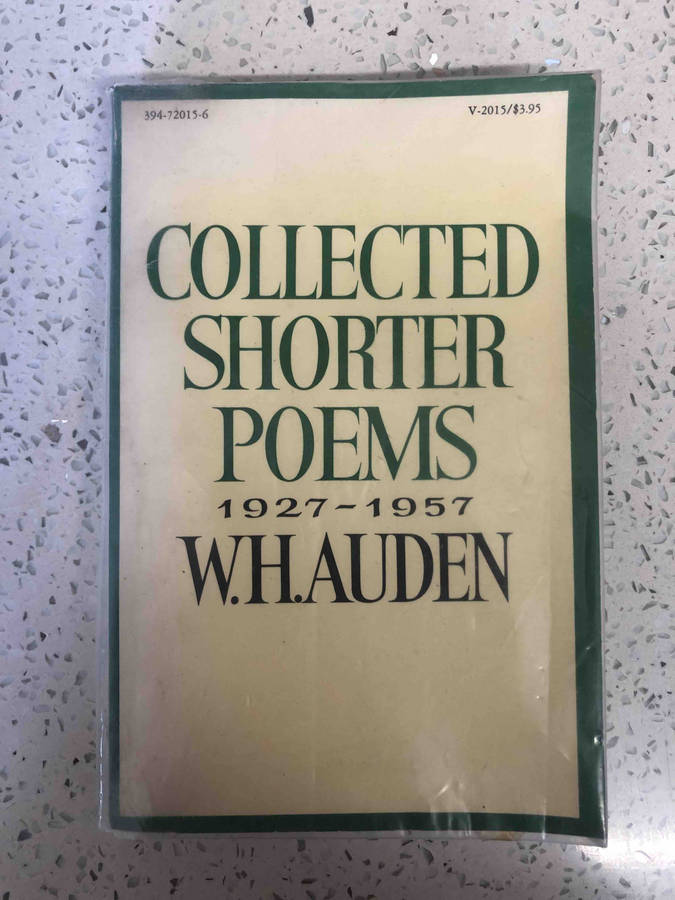 394-72015-6
V-2015/$3.95
COLLECTED
SHORTER
POEMS
1927-1957
W.H.AUDEN